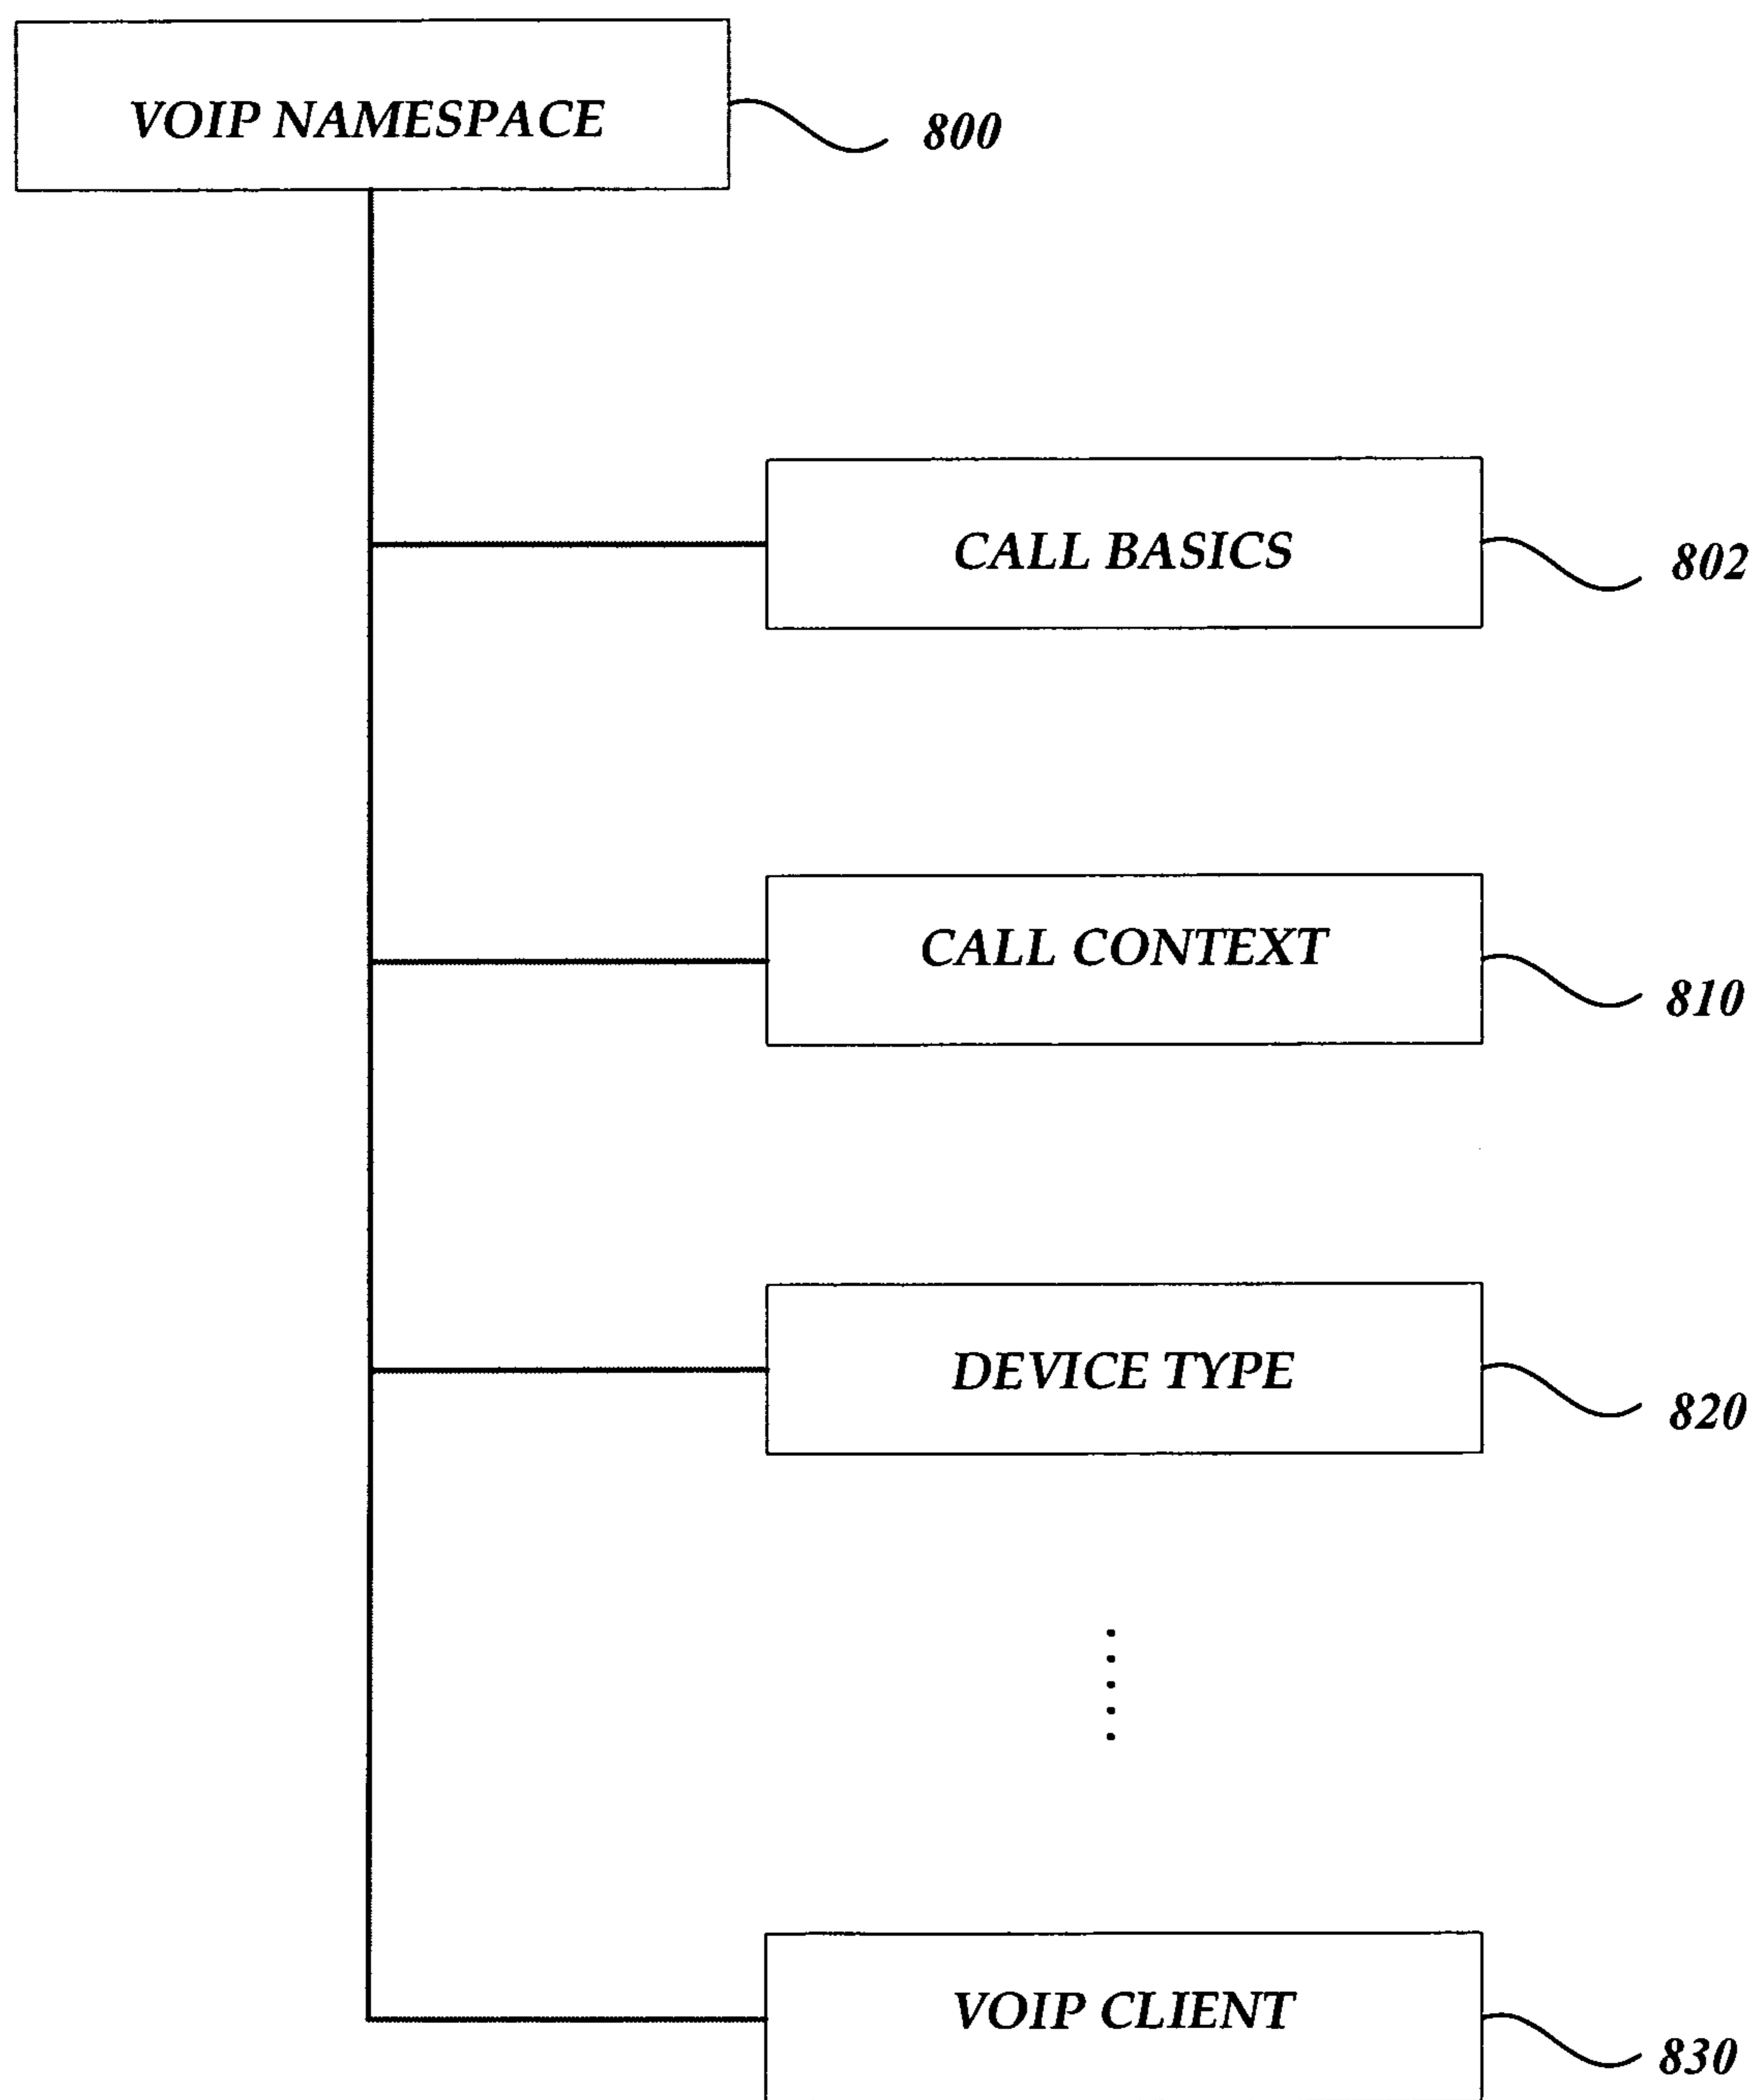 VOIP NAMESPACE
800
CALL BASICS
802
CALL CONTEXT
810
DEVICE TYPE
820
VOIP CLIENT
830